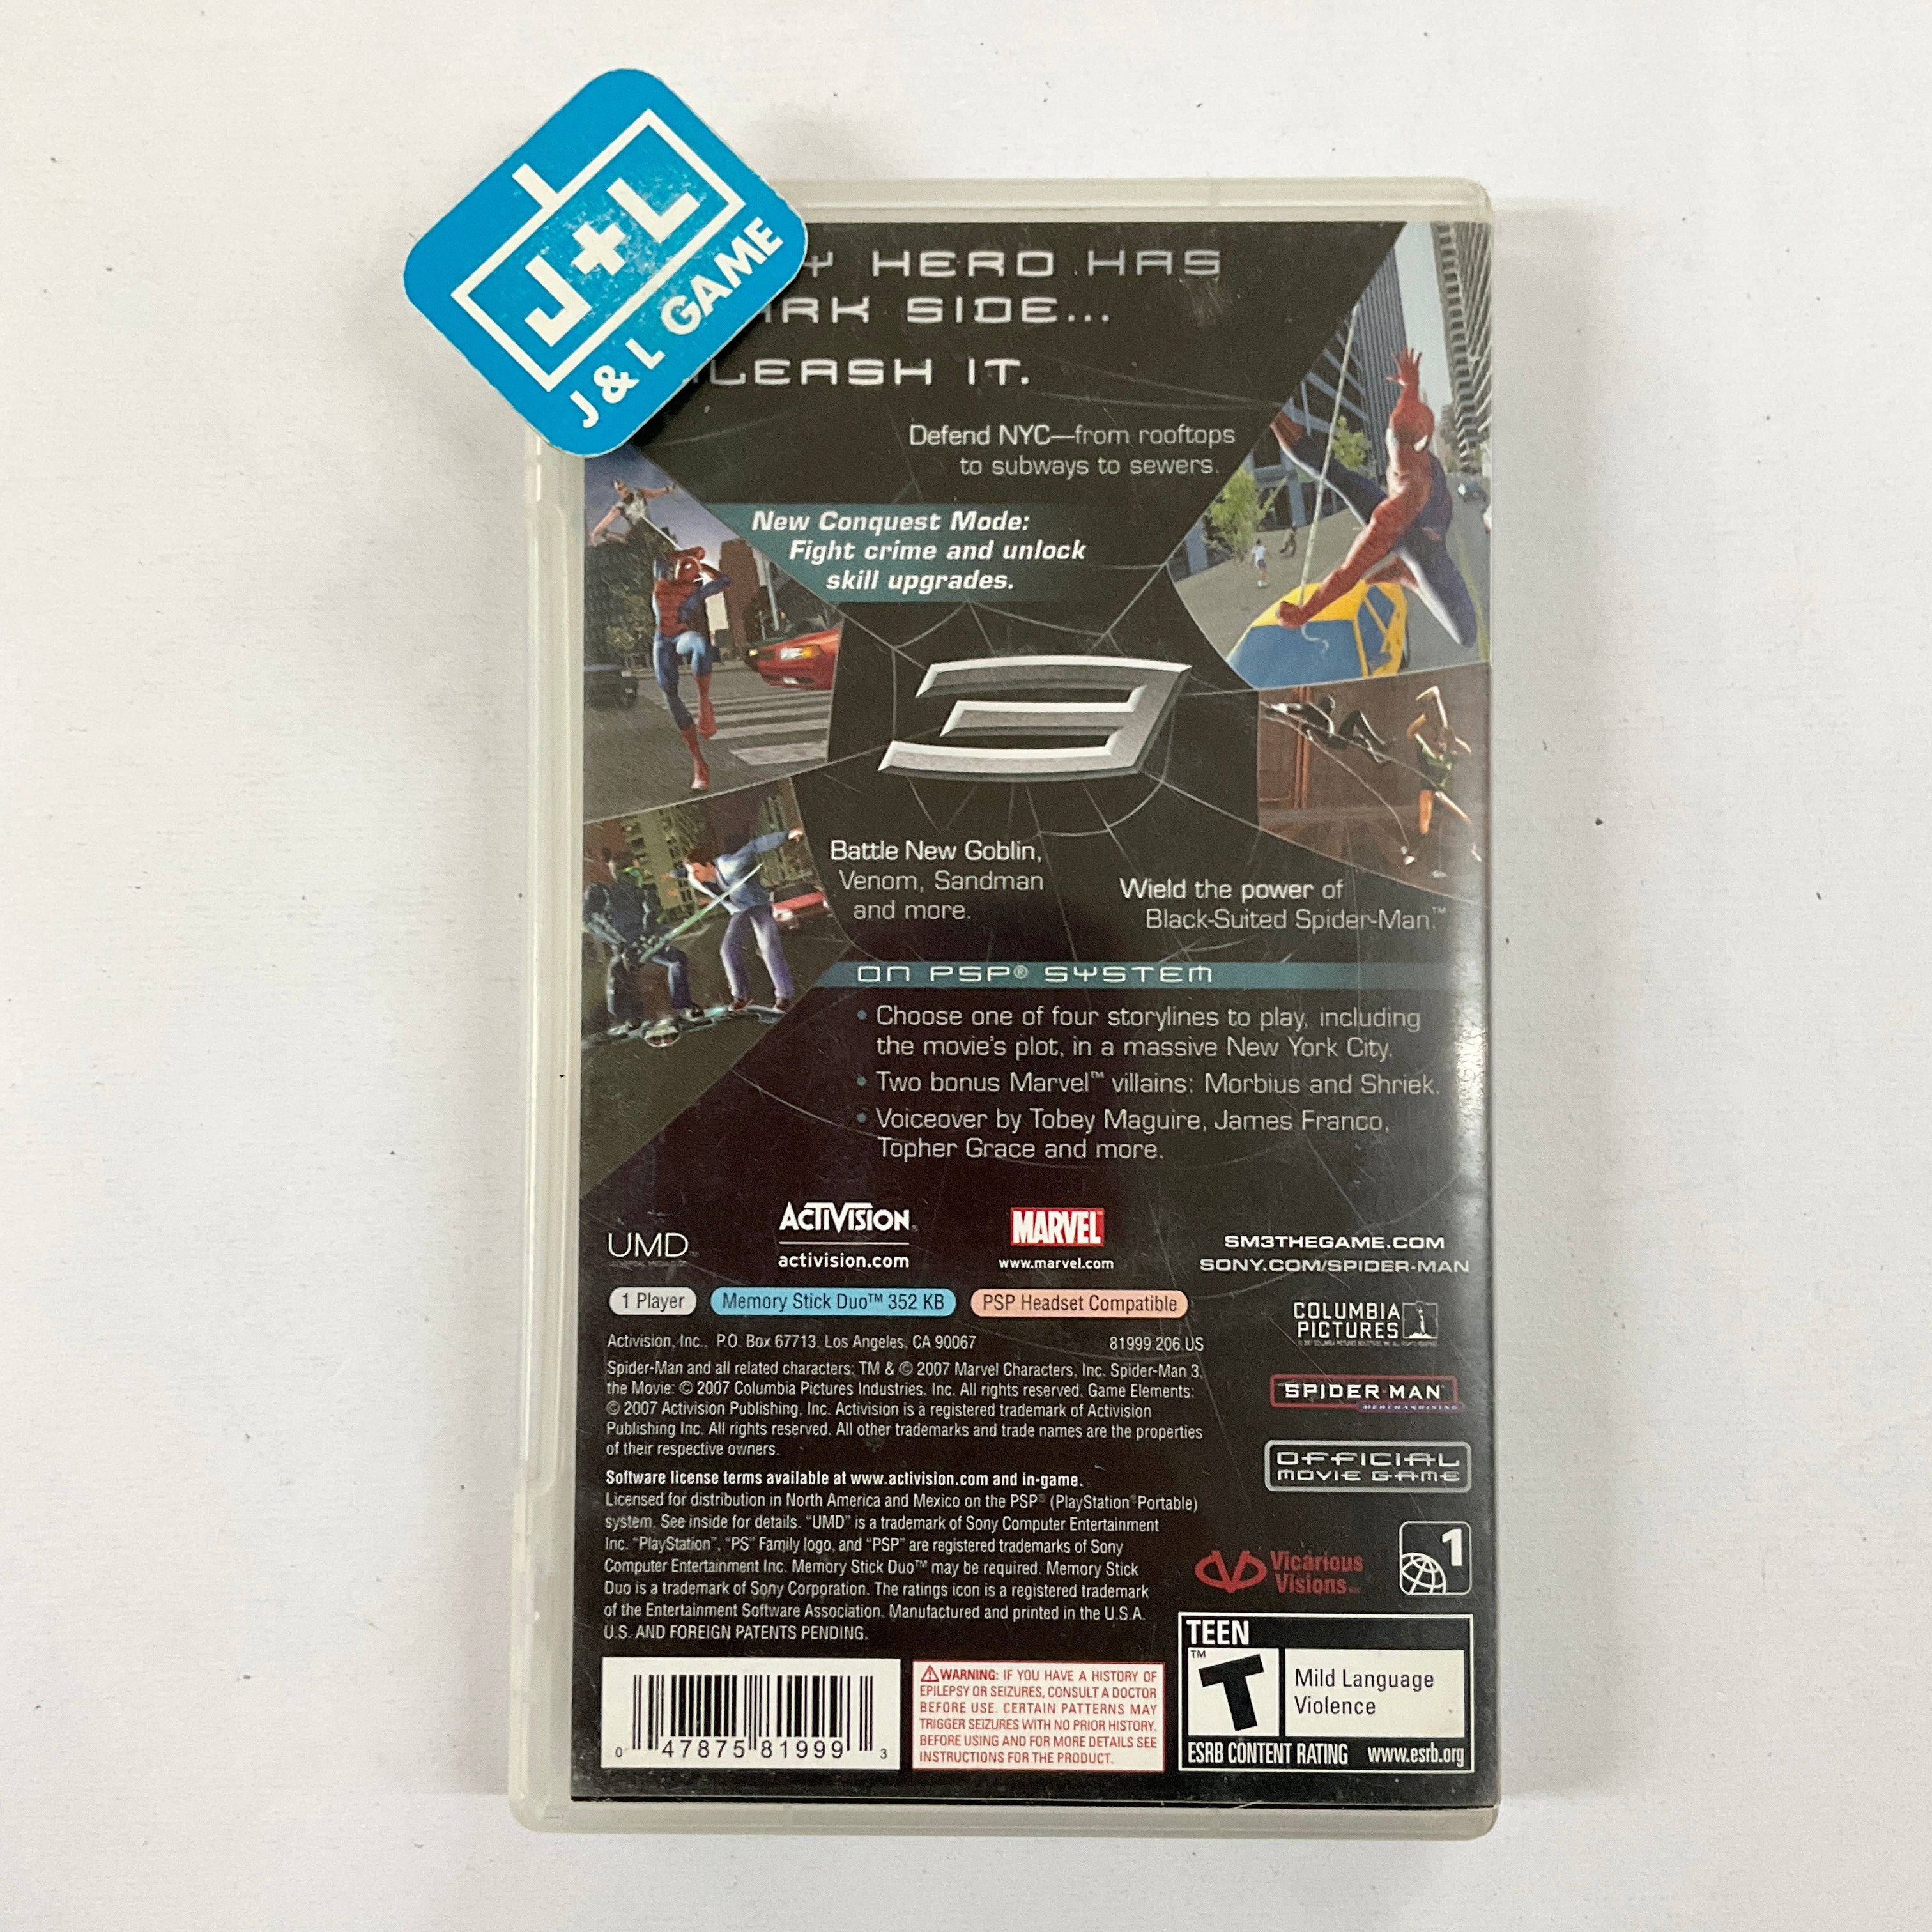 J+L
J&L GAME
HERO HAS
SIDE...
IT.
Defend NYC—from rooftops
to subways to sewers.
New Conquest Mode:
Fight crime and unlock
skill upgrades.
3
Battle New Goblin,
Venom, Sandman
and more.
Wield the power of
Black-Suited Spider-Man.™
ON PSP® SYSTEM
• Choose one of four storylines to play, including
the movie's plot, in a massive New York City.
• Two bonus Marvel™ villains: Morbius and Shriek.
• Voiceover by Tobey Maguire, James Franco,
Topher Grace and more.
UMD
ACTIVISION
activision.com
MARVEL
www.marvel.com
SM3THEGAME.COM
SONY.COM/SPIDER-MAN
1 Player
Memory Stick Duo™ 352 KB
PSP Headset Compatible
COLUMBIA
PICTURES
Activision, Inc., P.O. Box 67713, Los Angeles, CA 90067
81999.206.US
Spider-Man and all related characters: TM & © 2007 Marvel Characters, Inc. Spider-Man 3,
the Movie: © 2007 Columbia Pictures Industries, Inc. All rights reserved. Game Elements:
© 2007 Activision Publishing, Inc. Activision is a registered trademark of Activision
Publishing Inc. All rights reserved. All other trademarks and trade names are the properties
of their respective owners.
Software license terms available at www.activision.com and in-game.
Licensed for distribution in North America and Mexico on the PSP® (PlayStation®Portable)
system. See inside for details. "UMD" is a trademark of Sony Computer Entertainment
Inc. "PlayStation", "PS" Family logo, and "PSP" are registered trademarks of Sony
Computer Entertainment Inc. Memory Stick Duo™ may be required. Memory Stick
Duo is a trademark of Sony Corporation. The ratings icon is a registered trademark
of the Entertainment Software Association. Manufactured and printed in the U.S.A.
U.S. AND FOREIGN PATENTS PENDING.
SPIDER-MAN
MERCHANDISING
OFFICIAL
MOVIE GAME
Vicarious
Visions
1
0 47875 81999 3
WARNING: IF YOU HAVE A HISTORY OF
EPILEPSY OR SEIZURES, CONSULT A DOCTOR
BEFORE USE. CERTAIN PATTERNS MAY
TRIGGER SEIZURES WITH NO PRIOR HISTORY.
BEFORE USING AND FOR MORE DETAILS SEE
INSTRUCTIONS FOR THE PRODUCT.
TEEN
T™
Mild Language
Violence
ESRB CONTENT RATING www.esrb.org